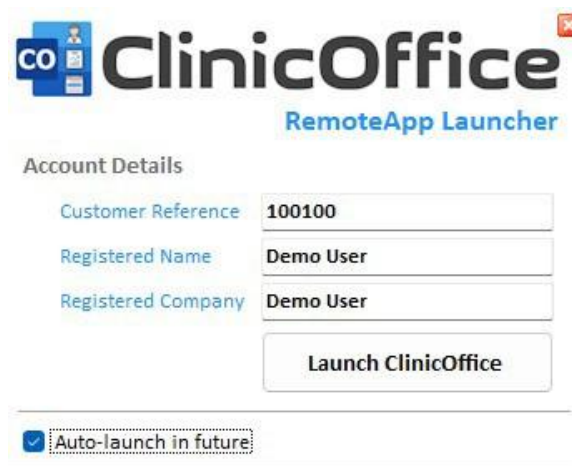 CO ClinicOffice
RemoteApp Launcher
Account Details
Customer Reference 100100
Registered Name Demo User
Registered Company Demo User
Launch ClinicOffice
Auto-launch in future